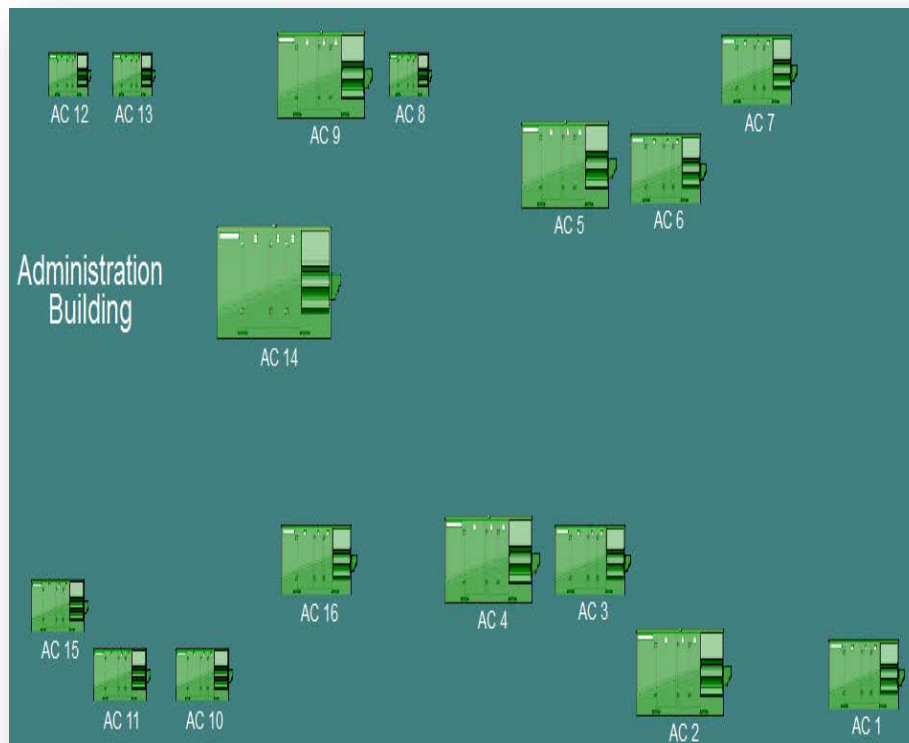 AC 12
AC 13
AC 9
AC 8
AC 7
AC 5
AC 6
Administration
Building
AC 14
AC 16
AC 4
AC 3
AC 15
AC 11
AC 10
AC 2
AC 1